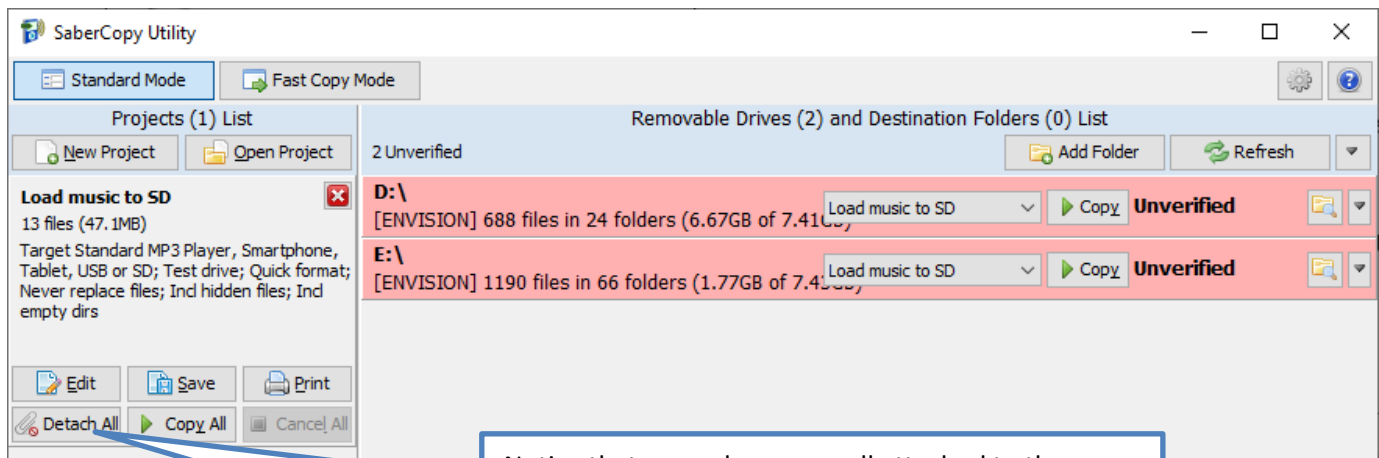 SaberCopy Utility
Standard Mode
Fast Copy Mode
Projects (1) List
New Project
Open Project
Load music to SD
13 files (47.1MB)
Target Standard MP3 Player, Smartphone,
Tablet, USB or SD; Test drive; Quick format;
Never replace files; Incl hidden files; Incl
empty dirs
Edit
Save
Print
Detach All
Copy All
Cancel All
Removable Drives (2) and Destination Folders (0) List
2 Unverified
Add Folder
Refresh
D:\
[ENVISION] 688 files in 24 folders (6.67GB of
Load music to SD
Copy
Unverified
E:\
[ENVISION] 1190 files in 66 folders (1.77GB of
Load music to SD
Copy
Unverified